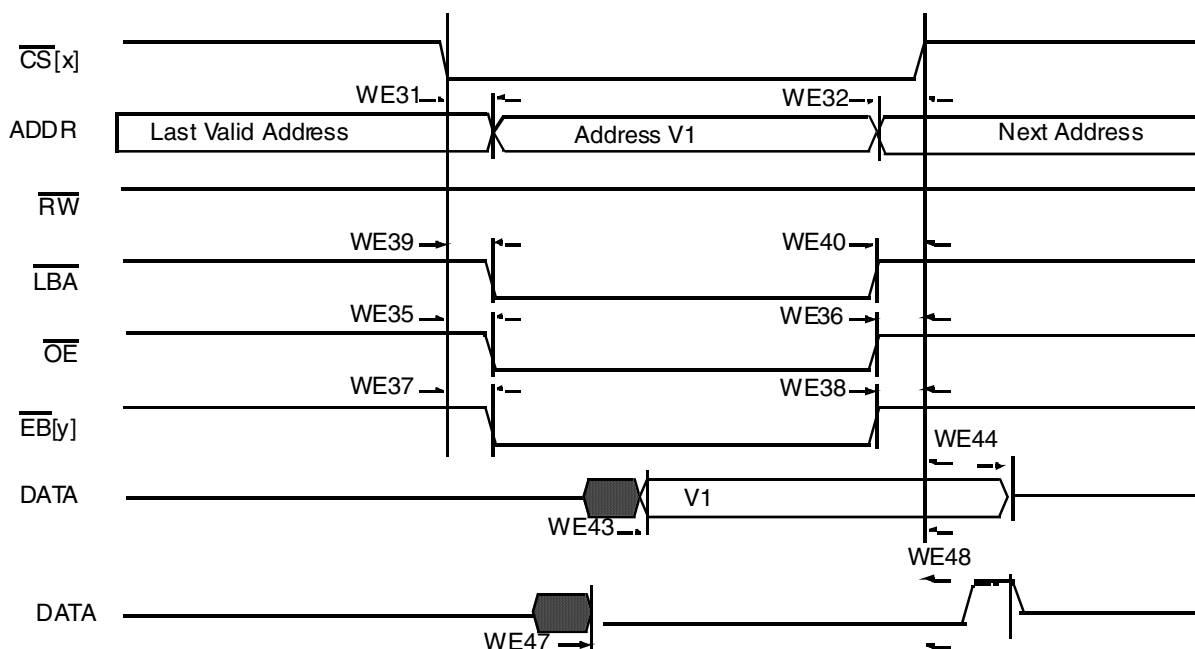 CS[x]
WE31
WE32
ADDR
Last Valid Address
Address V1
Next Address
RW
WE39
WE40
LBA
WE35
WE36
OE
WE37
WE38
EB[y]
WE44
DATA
V1
WE43
WE48
DATA
WE47